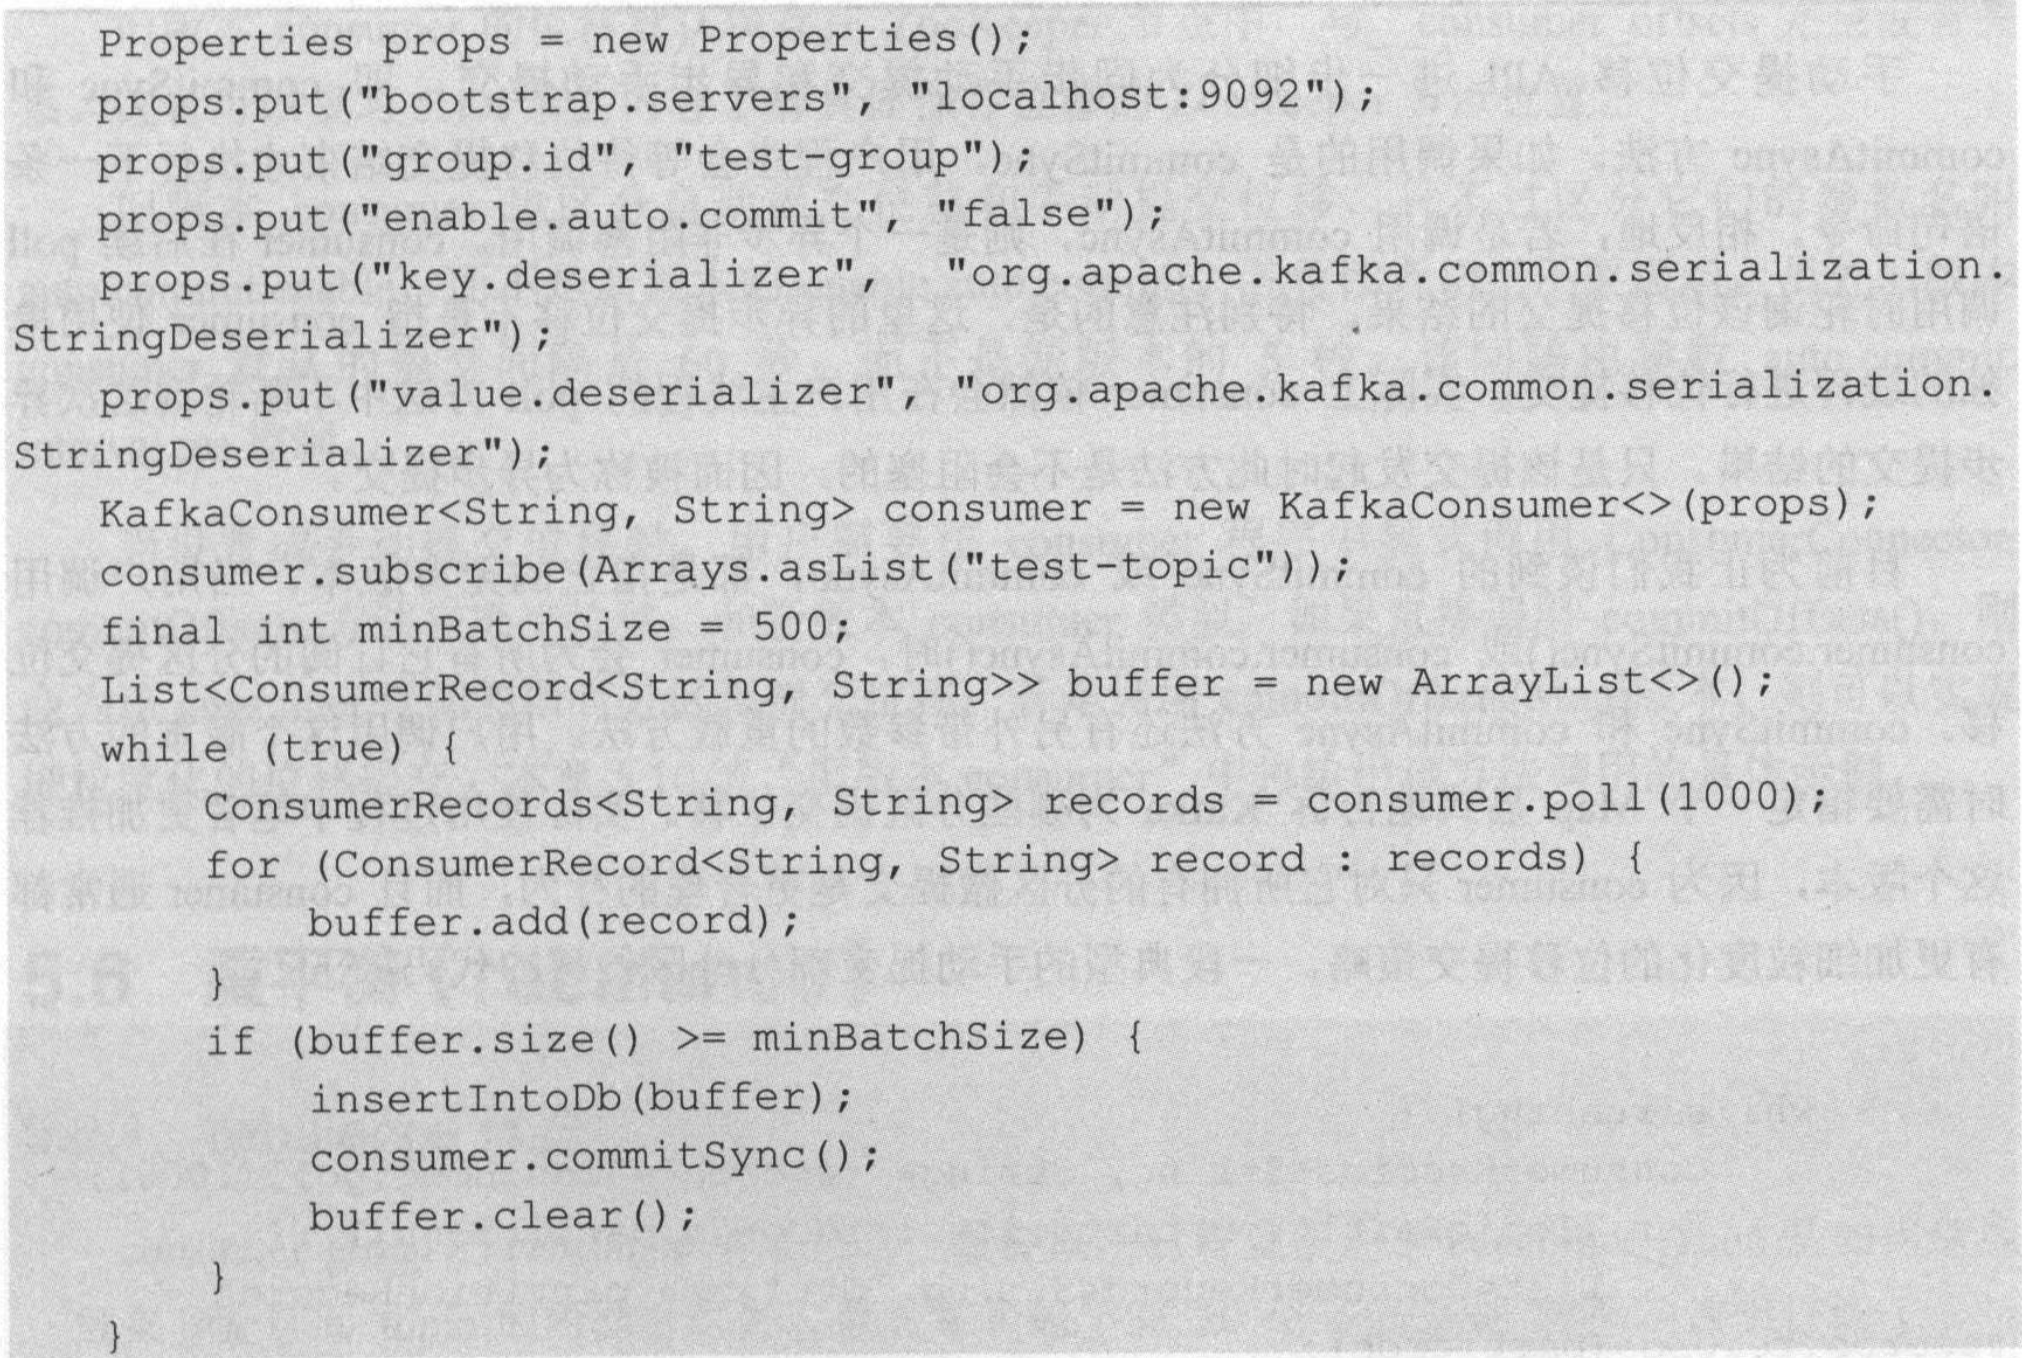 Properties props = new Properties();
props.put("bootstrap.servers", "localhost:9092");
props.put("group.id", "test-group");
props.put("enable.auto.commit", "false");
props.put("key.deserializer", "org.apache.kafka.common.serialization.
StringDeserializer");
props.put("value.deserializer", "org.apache.kafka.common.serialization.
StringDeserializer");
KafkaConsumer<String, String> consumer = new KafkaConsumer<>(props);
consumer.subscribe(Arrays.asList("test-topic"));
final int minBatchSize = 500;
List<ConsumerRecord<String, String>> buffer = new ArrayList<>();
while (true) {
ConsumerRecords<String, String> records = consumer.poll(1000);
for (ConsumerRecord<String, String> record : records) {
buffer.add(record);
}
if (buffer.size() >= minBatchSize) {
insertIntoDb(buffer);
consumer.commitSync();
buffer.clear();
}
}